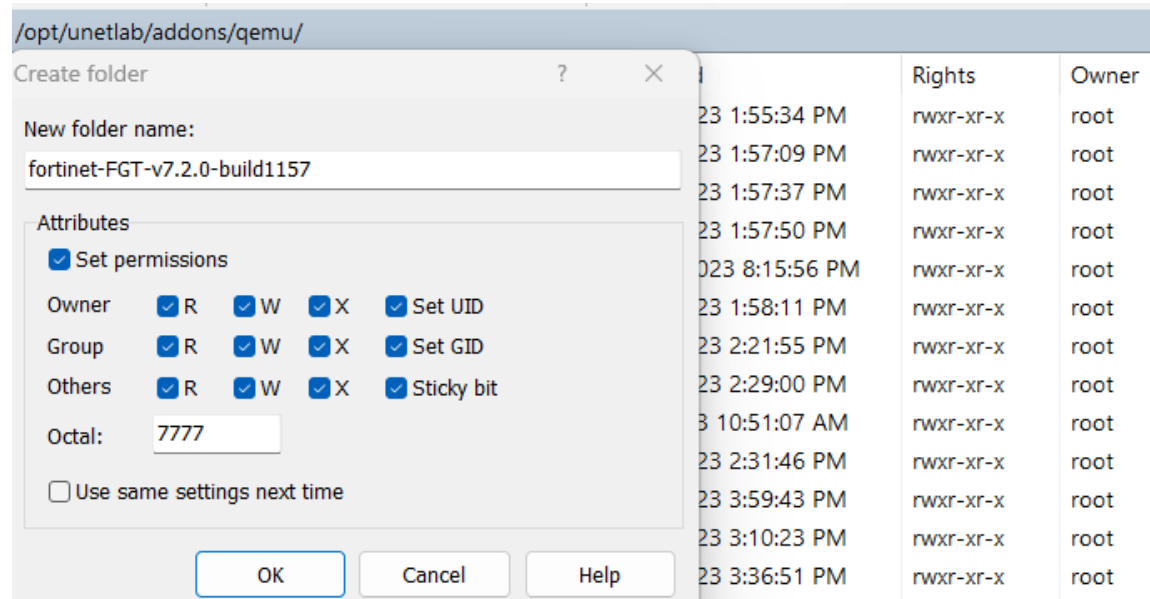 /opt/unetlab/addons/qemu/
Create folder ? ×
New folder name:
fortinet-FGT-v7.2.0-build1157
Attributes
Set permissions
Owner R W X Set UID
Group R W X Set GID
Others R W X Sticky bit
Octal: 7777
Use same settings next time
OK Cancel Help
Rights Owner
23 1:55:34 PM rwxr-xr-x root
23 1:57:09 PM rwxr-xr-x root
23 1:57:37 PM rwxr-xr-x root
23 1:57:50 PM rwxr-xr-x root
023 8:15:56 PM rwxr-xr-x root
23 1:58:11 PM rwxr-xr-x root
23 2:21:55 PM rwxr-xr-x root
23 2:29:00 PM rwxr-xr-x root
3 10:51:07 AM rwxr-xr-x root
23 2:31:46 PM rwxr-xr-x root
23 3:59:43 PM rwxr-xr-x root
23 3:10:23 PM rwxr-xr-x root
23 3:36:51 PM rwxr-xr-x root